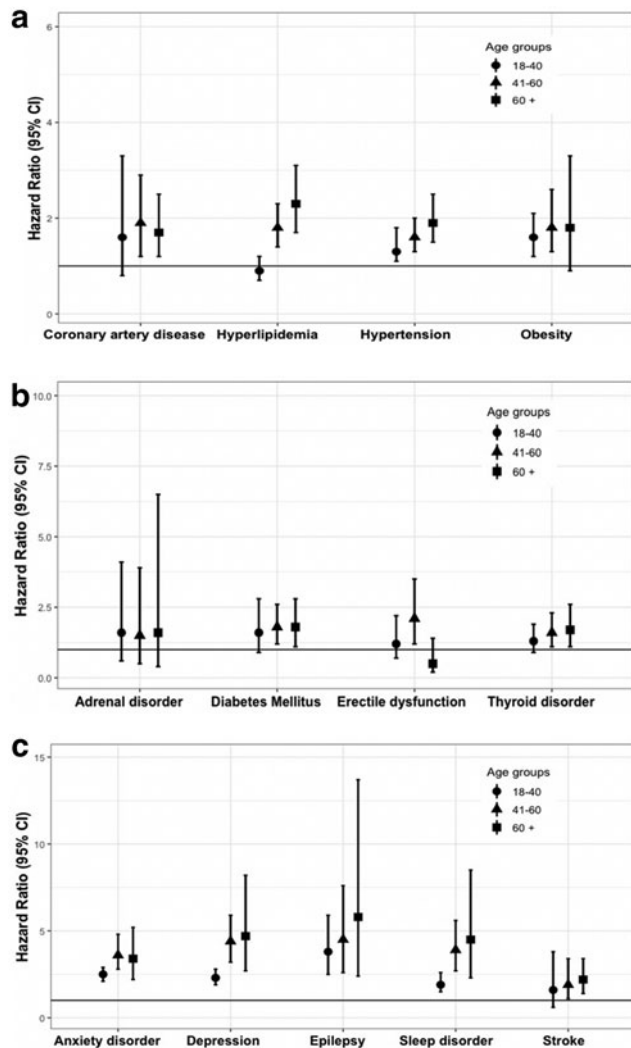 a
Hazard Ratio (95% CI)
6
4
2
0
Age groups
18-40
41-60
60 +
Coronary artery disease Hyperlipidemia Hypertension Obesity
b
Hazard Ratio (95% CI)
10.0
7.5
5.0
2.5
0.0
Age groups
18-40
41-60
60 +
Adrenal disorder Diabetes Mellitus Erectile dysfunction Thyroid disorder
c
Hazard Ratio (95% CI)
15
10
5
0
Age groups
18-40
41-60
60 +
Anxiety disorder Depression Epilepsy Sleep disorder Stroke